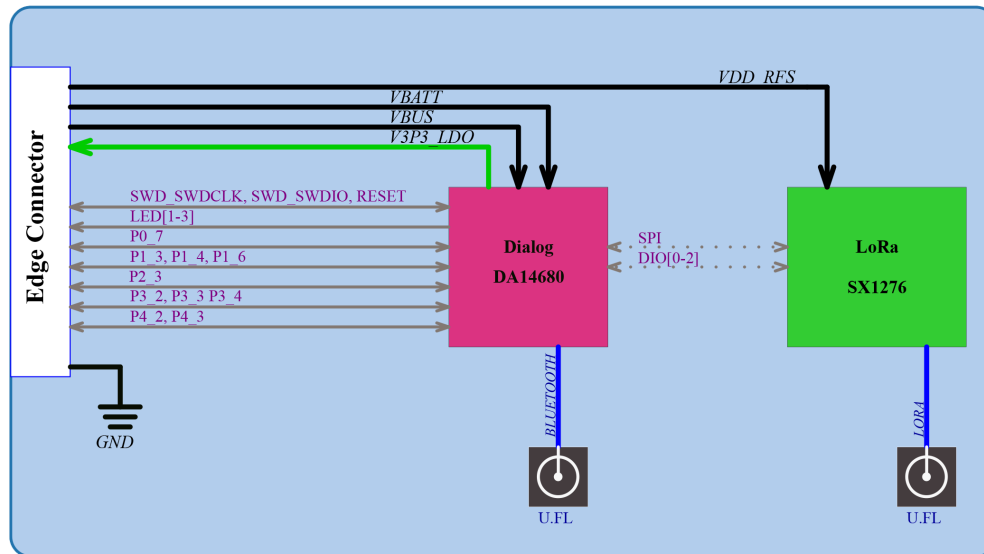 VDD_RFS
VBATT
VBUS
V3P3_LDO
Edge Connector
SWD_SWDCLK, SWD_SWDIO, RESET
LED[1-3]
P0_7
P1_3, P1_4, P1_6
P2_3
P3_2, P3_3 P3_4
P4_2, P4_3
Dialog
DA14680
SPI
DIO[0-2]
LoRa
SX1276
GND
BLUETOOTH
LORA
U.FL
U.FL